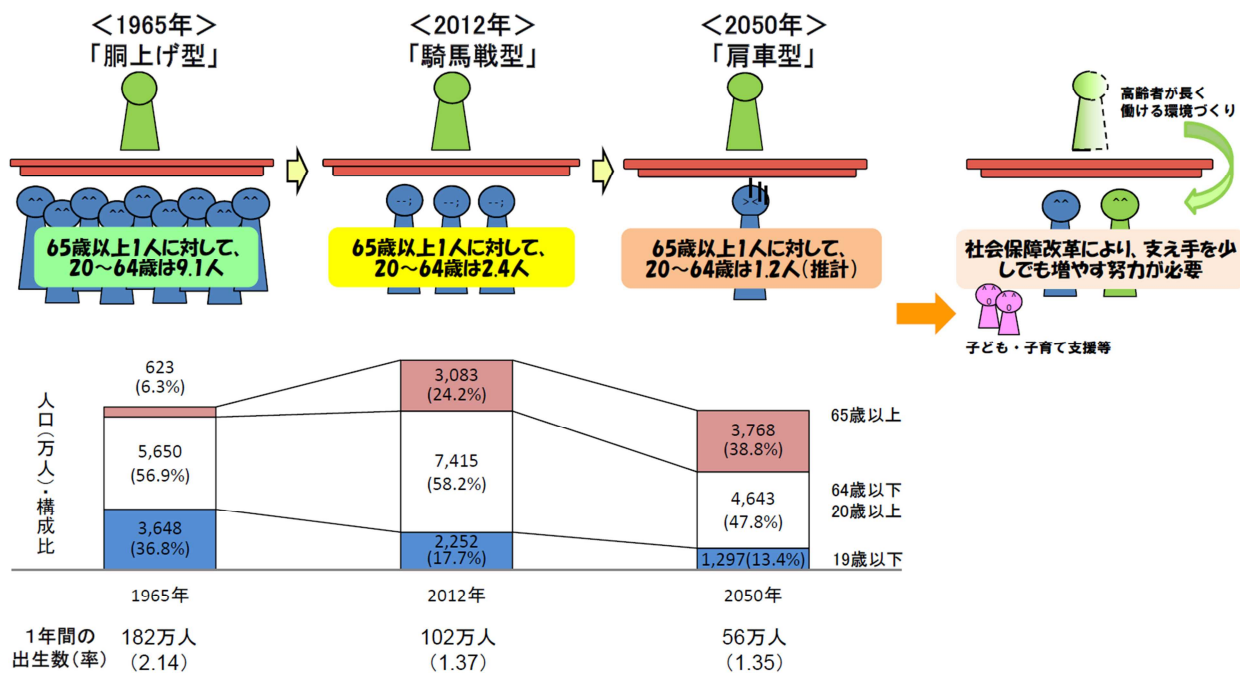 ＜1965年＞
「胴上げ型」
＜2012年＞
「騎馬戦型」
＜2050年＞
「肩車型」
高齢者が長く
働ける環境づくり
65歳以上1人に対して、
20～64歳は9.1人
65歳以上1人に対して、
20～64歳は2.4人
65歳以上1人に対して、
20～64歳は1.2人(推計)
社会保障改革により、支え手を少
しでも増やす努力が必要
子ども・子育て支援等
人口(万人)・構成比
623
(6.3%)
5,650
(56.9%)
3,648
(36.8%)
3,083
(24.2%)
7,415
(58.2%)
2,252
(17.7%)
3,768
(38.8%)
4,643
(47.8%)
1,297(13.4%)
65歳以上
64歳以下
20歳以上
19歳以下
1965年
2012年
2050年
1年間の
出生数(率)
182万人
(2.14)
102万人
(1.37)
56万人
(1.35)